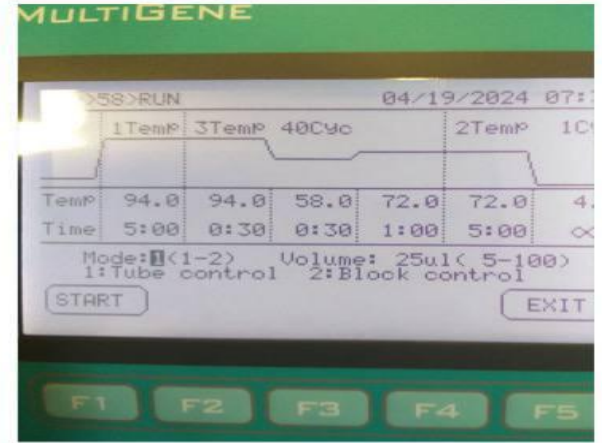 MULTIGENE
>58>RUN 04/19/2024 07:
1Temp 3Temp 40Cyc 2Temp 1C
Temp 94.0 94.0 58.0 72.0 72.0 4.
Time 5:00 0:30 0:30 1:00 5:00 ∞
Mode:1(1-2) Volume: 25ul( 5-100)
1:Tube control 2:Block control
START EXIT
F1 F2 F3 F4 F5